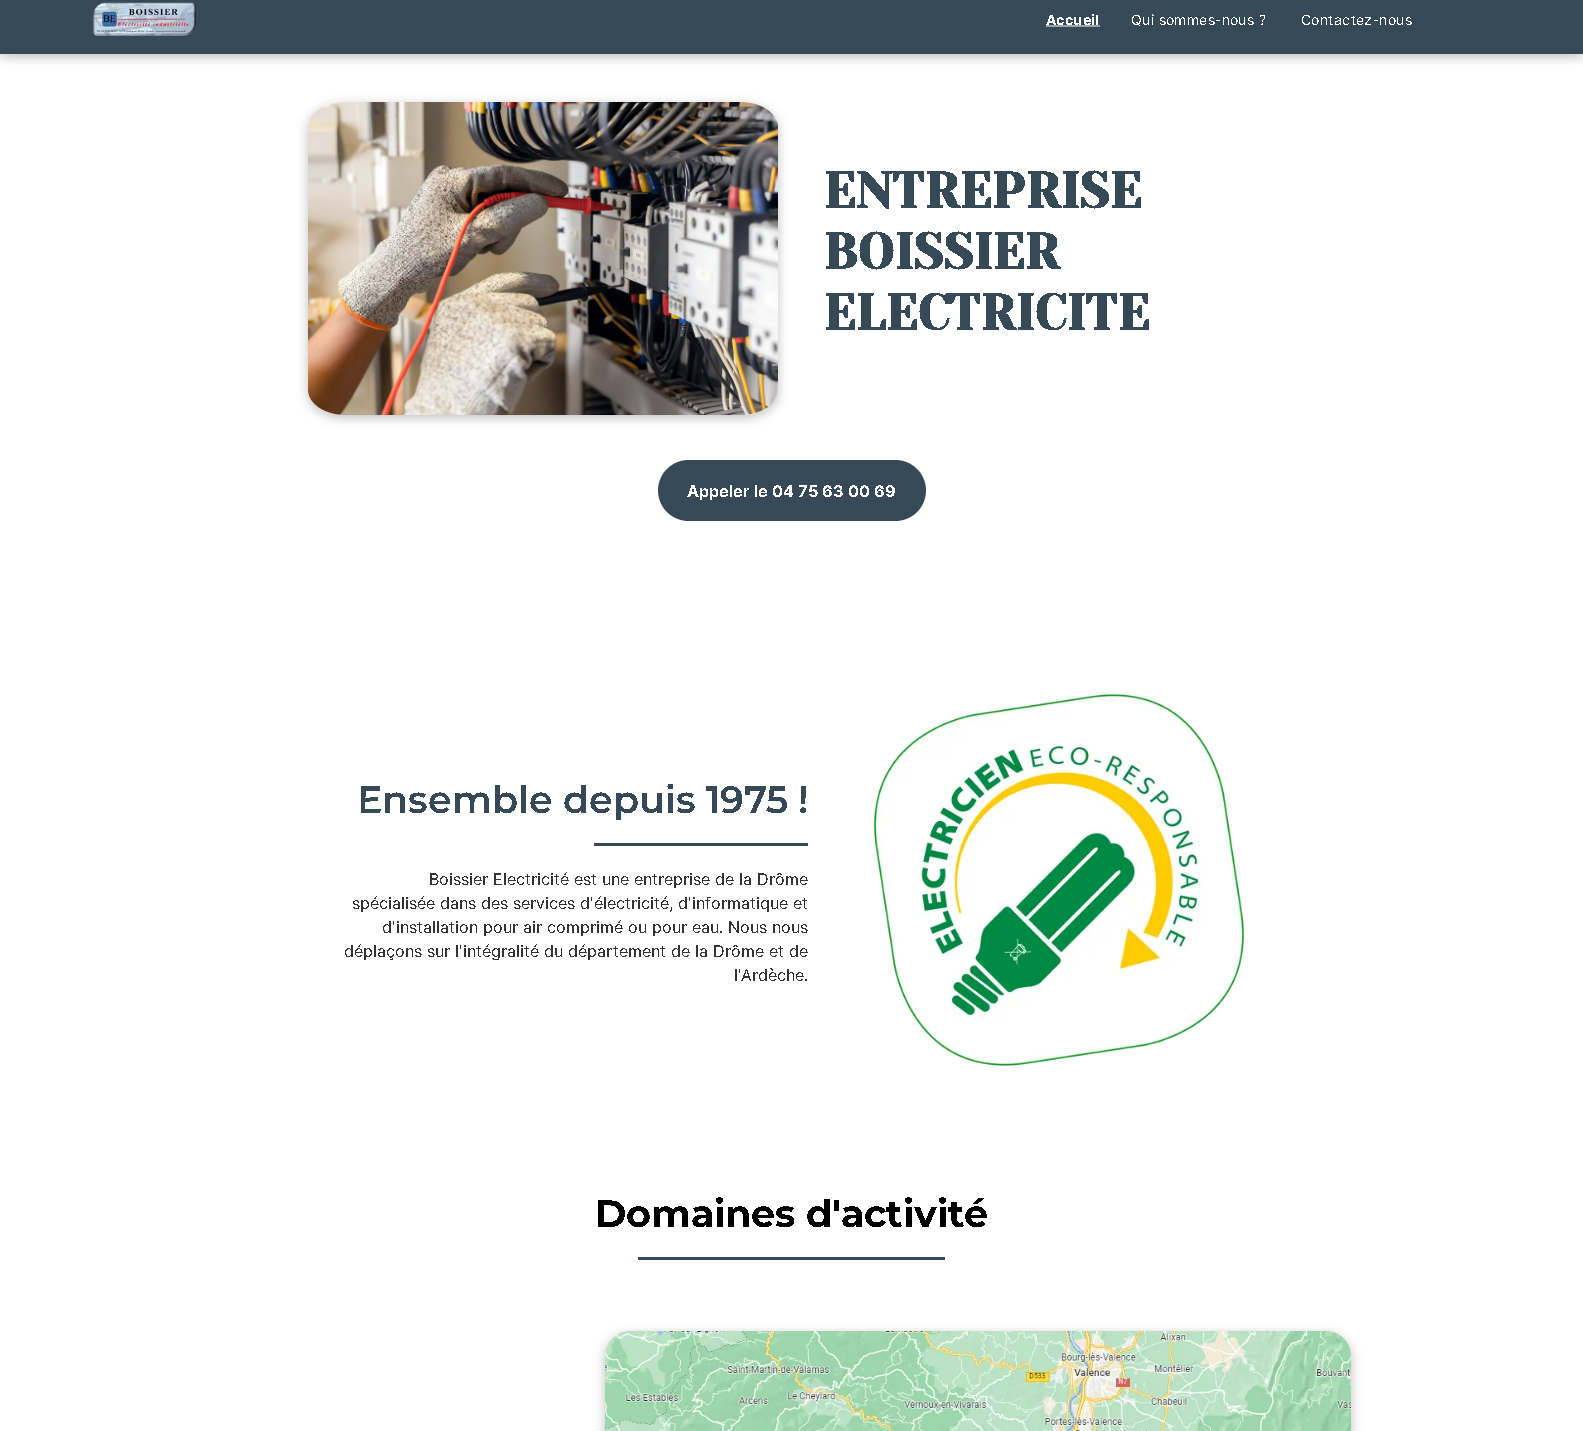 BOISSIER
Electricité industrielle
Accueil
Qui sommes-nous ?
Contactez-nous
ENTREPRISE
BOISSIER
ELECTRICITE
Appeler le 04 75 63 00 69
Ensemble depuis 1975 !
Boissier Electricité est une entreprise de la Drôme
spécialisée dans des services d'électricité, d'informatique et
d'installation pour air comprimé ou pour eau. Nous nous
déplaçons sur l'intégralité du département de la Drôme et de
l'Ardèche.
ELECTRICIEN ECO-RESPONSABLE
Domaines d'activité
Alixan
Bourg-lès-Valence
Saint-Martin-de-Valamas
D533
Valence
N7
Montélier
Bouvant
Les Estables
Arcens
Le Cheylard
Vernoux-en-Vivarais
Chabeuil
Portes-lès-Valence